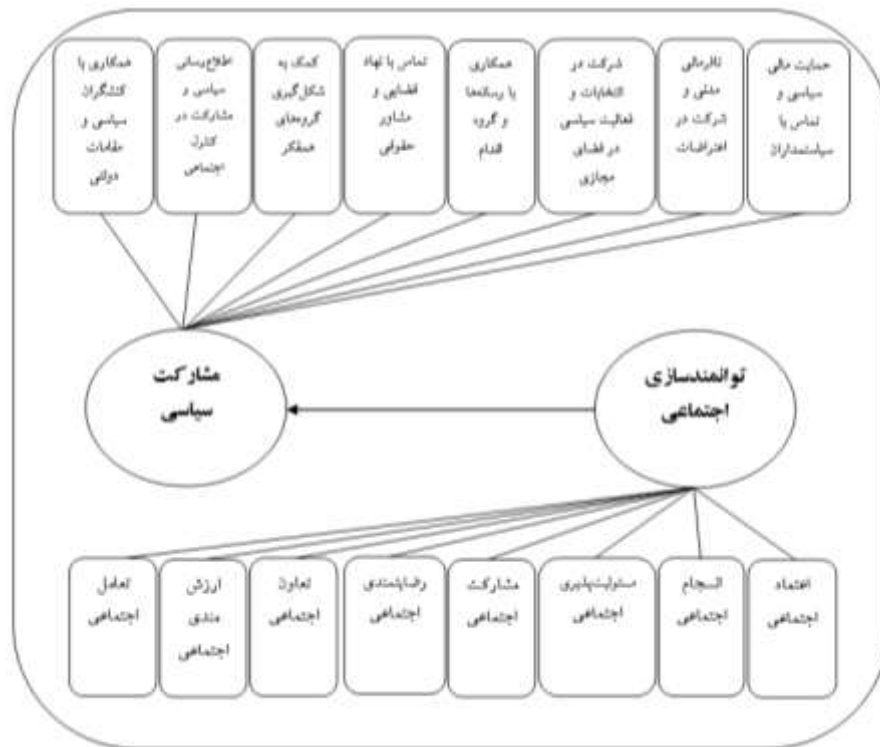 حمایت مالی
سیاسی و
تماس با
سیاستمداران
نافرمانی
مدنی و
شرکت در
اعتراضات
شرکت در
انتخابات و
فعالیت سیاسی
در فضای
مجازی
همکاری
با رسانه‌ها
و گروه
اقدام
تماس با نهاد
قضایی و
مشاور
حقوقی
کمک به
شکل‌گیری
گروه‌های
همفکر
اطلاع‌رسانی
سیاسی و
مشارکت در
کنترل
اجتماعی
همکاری با
کنشگران
سیاسی و
مقامات
دولتی
توانمندسازی
اجتماعی
مشارکت
سیاسی
اعتماد
اجتماعی
انسجام
اجتماعی
مسئولیت‌پذیری
اجتماعی
مشارکت
اجتماعی
رضایتمندی
اجتماعی
تعاون
اجتماعی
ارزش
مندی
اجتماعی
تعامل
اجتماعی